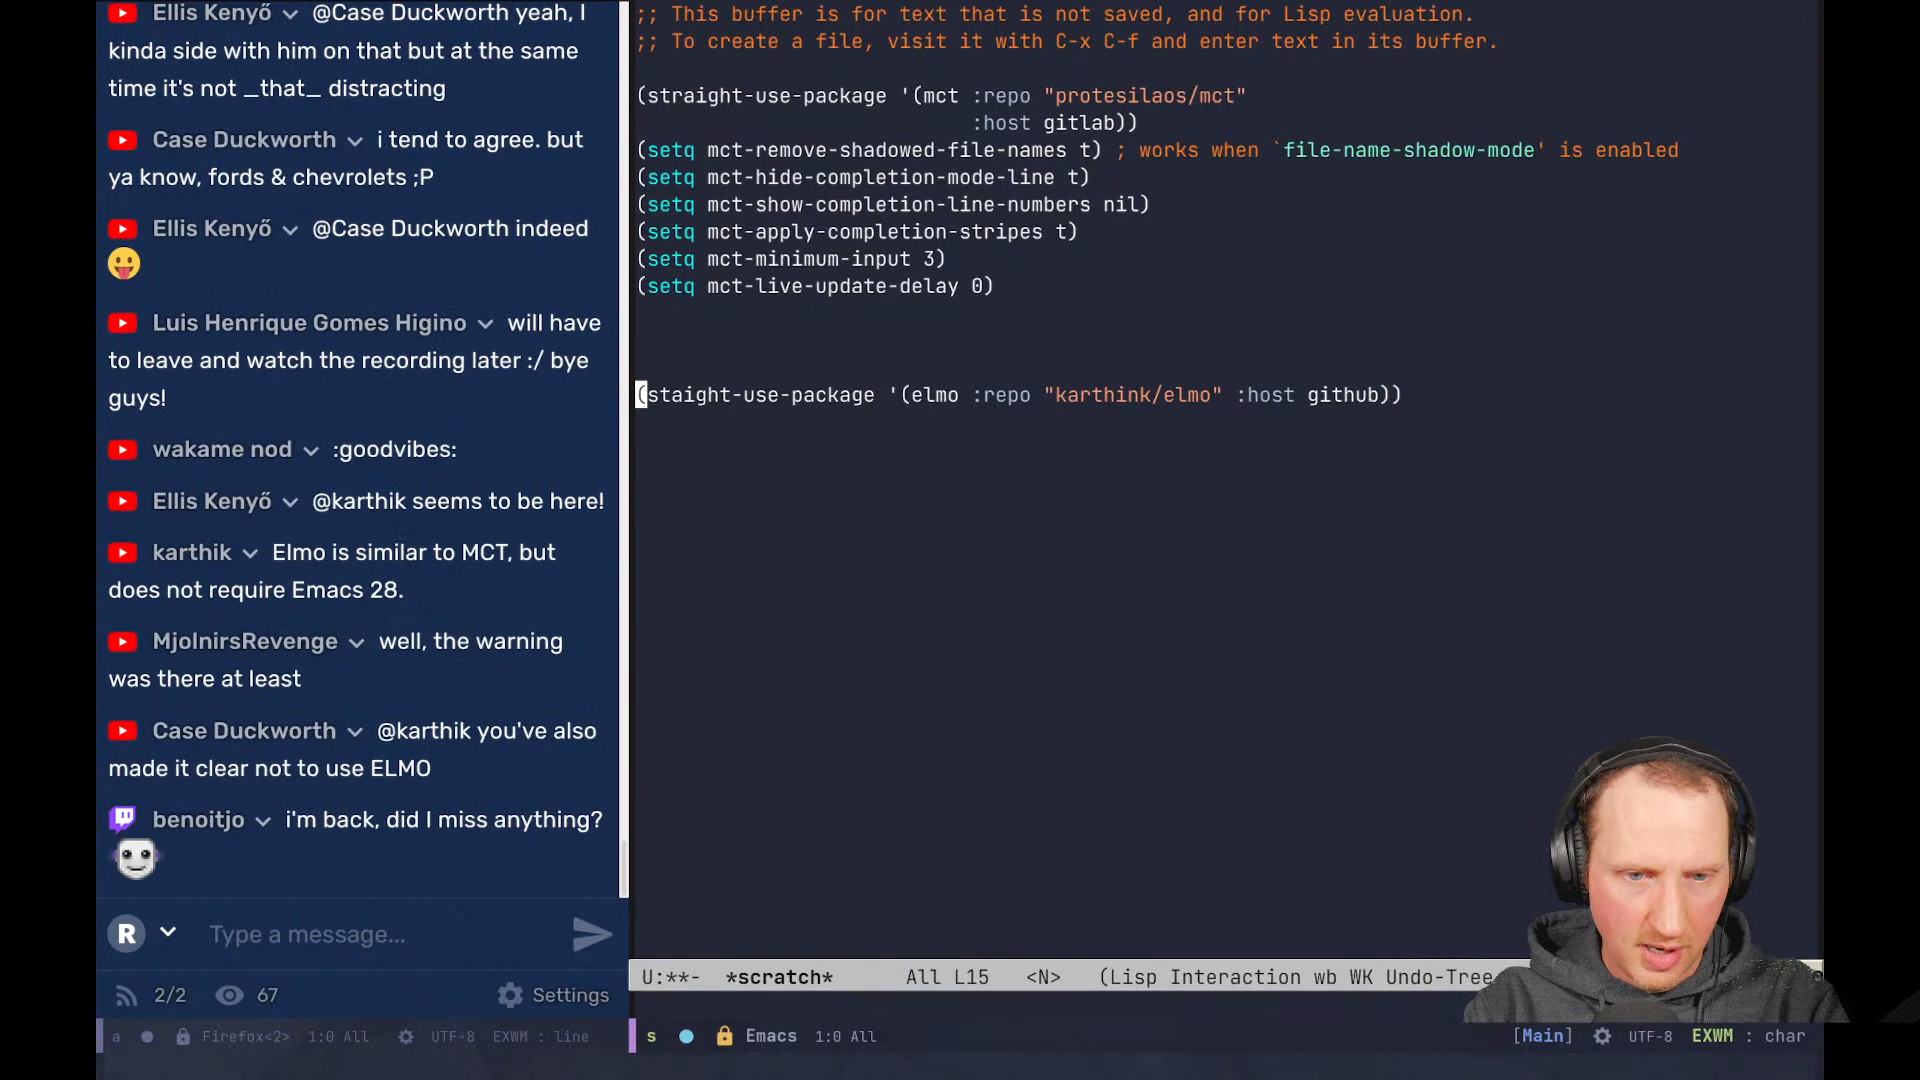 Ellis Kenyő @Case Duckworth yeah, I
kinda side with him on that but at the same
time it's not _that_ distracting
Case Duckworth i tend to agree. but
ya know, fords & chevrolets ;P
Ellis Kenyő @Case Duckworth indeed
Luis Henrique Gomes Higino will have
to leave and watch the recording later :/ bye
guys!
wakame nod :goodvibes:
Ellis Kenyő @karthik seems to be here!
karthik Elmo is similar to MCT, but
does not require Emacs 28.
MjolnirsRevenge well, the warning
was there at least
Case Duckworth @karthik you've also
made it clear not to use ELMO
benoitjo i'm back, did I miss anything?
R Type a message...
2/2 67 Settings
a Firefox<2> 1:0 All UTF-8 EXWM : line
;; This buffer is for text that is not saved, and for Lisp evaluation.
;; To create a file, visit it with C-x C-f and enter text in its buffer.
(straight-use-package '(mct :repo "protesilaos/mct"
:host gitlab))
(setq mct-remove-shadowed-file-names t) ; works when `file-name-shadow-mode' is enabled
(setq mct-hide-completion-mode-line t)
(setq mct-show-completion-line-numbers nil)
(setq mct-apply-completion-stripes t)
(setq mct-minimum-input 3)
(setq mct-live-update-delay 0)
(staight-use-package '(elmo :repo "karthink/elmo" :host github))
U:**- *scratch* All L15 <N> (Lisp Interaction wb WK Undo-Tree
s Emacs 1:0 All [Main] UTF-8 EXWM : char